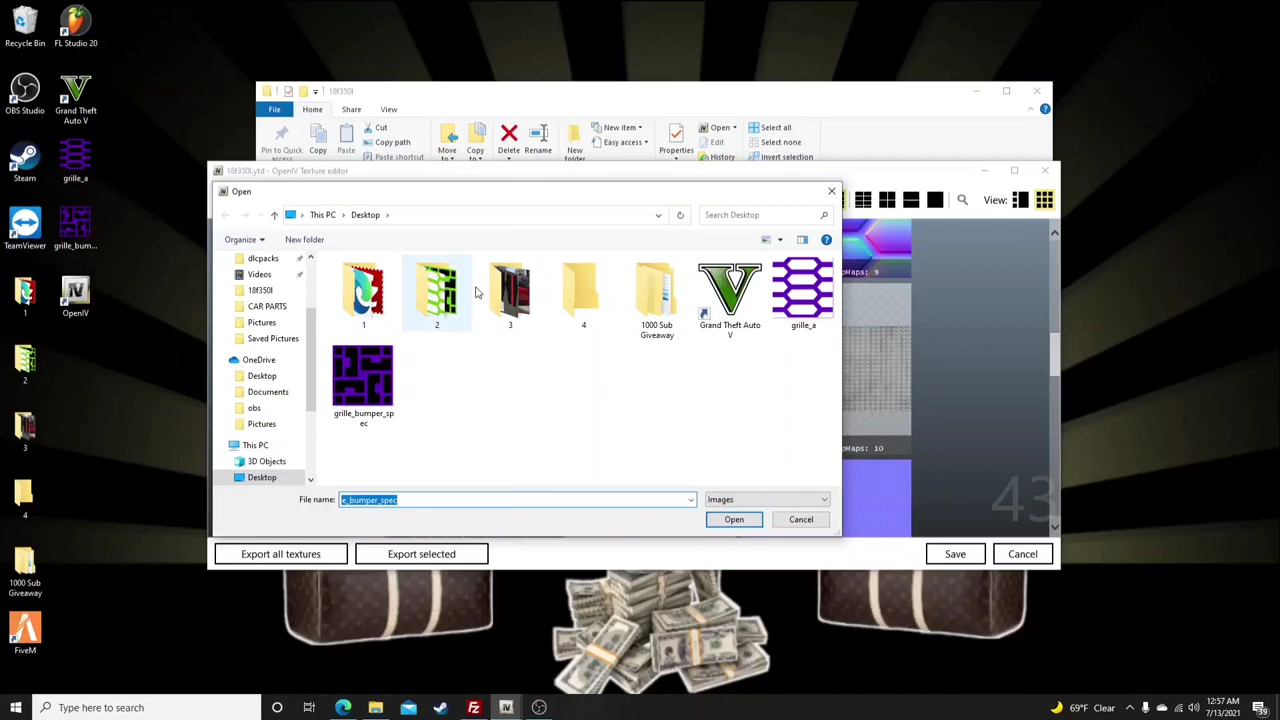 Recycle Bin
FL Studio 20
OBS Studio
Grand Theft
Auto V
Steam
grille_a
TeamViewer
grille_bum...
1
OpenIV
2
3
4
1000 Sub
Giveaway
FiveM
18f350l
File
Home
Share
View
Pin to Quick
access
Copy
Paste
Cut
Copy path
Paste shortcut
Move
to
Copy
to
Delete
Rename
New
folder
New item
Easy access
Properties
Open
Edit
History
Select all
Select none
Invert selection
18f350l.ytd - OpenIV Texture editor
View:
Open
This PC
Desktop
Search Desktop
Organize
New folder
dlcpacks
Videos
18f350l
CAR PARTS
Pictures
Saved Pictures
OneDrive
Desktop
Documents
obs
Pictures
This PC
3D Objects
Desktop
1
2
3
4
1000 Sub
Giveaway
Grand Theft Auto
V
grille_a
grille_bumper_sp
ec
pMaps: 9
pMaps: 10
43
File name:
e_bumper_spec
Images
Open
Cancel
Export all textures
Export selected
Save
Cancel
Type here to search
69°F Clear
12:57 AM
7/13/2021
39